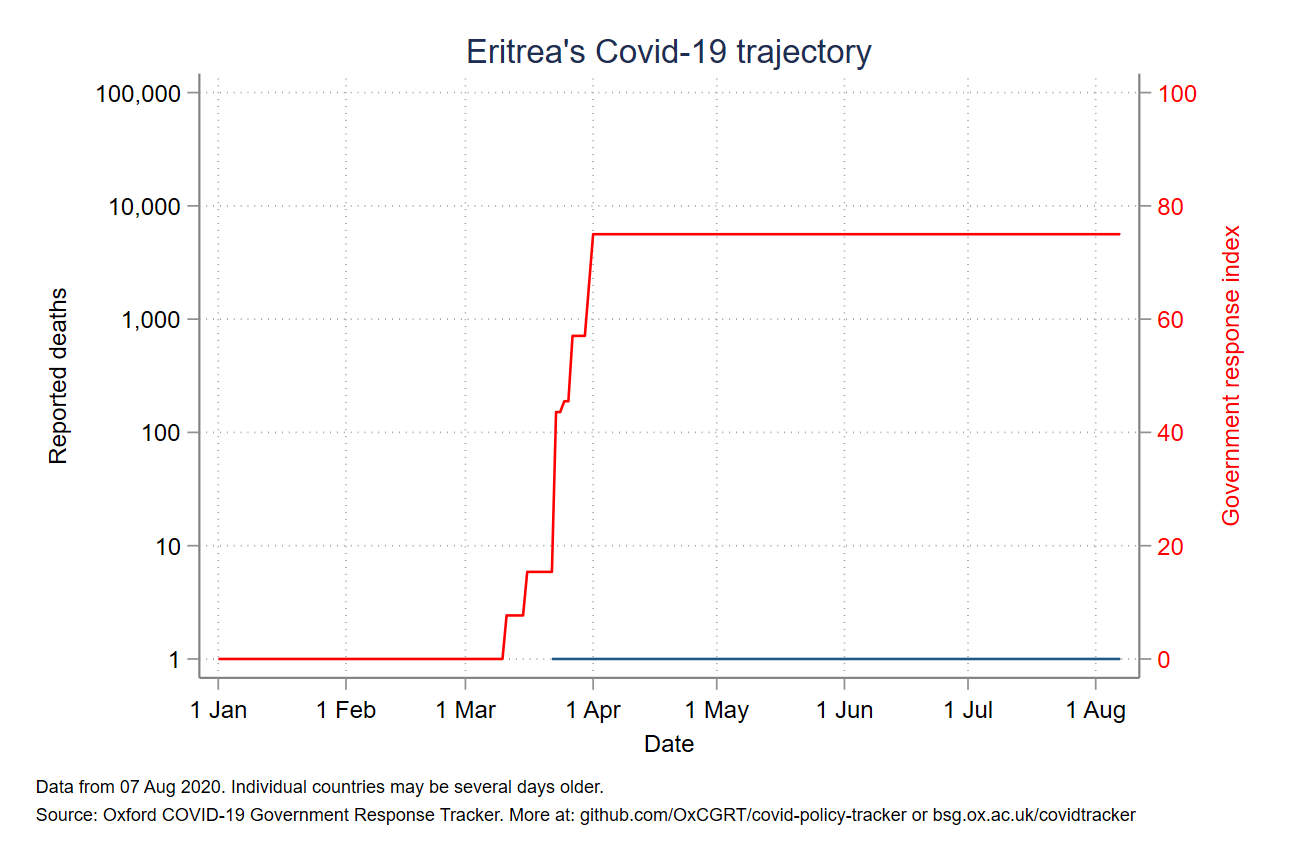 Eritrea's Covid-19 trajectory
100,000
10,000
1,000
100
10
1
Reported deaths
100
80
60
40
20
0
Government response index
1 Jan 1 Feb 1 Mar 1 Apr 1 May 1 Jun 1 Jul 1 Aug
Date
Data from 07 Aug 2020. Individual countries may be several days older.
Source: Oxford COVID-19 Government Response Tracker. More at: github.com/OxCGRT/covid-policy-tracker or bsg.ox.ac.uk/covidtracker